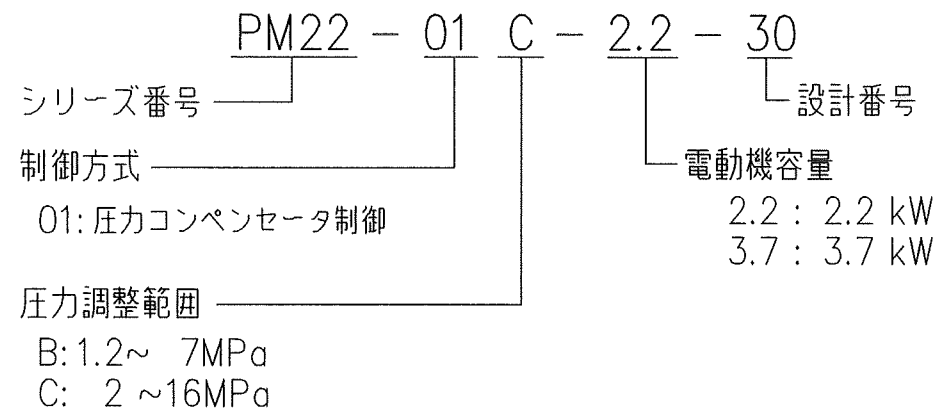 PM22 - 01 C - 2.2 - 30
シリーズ番号
設計番号
制御方式
電動機容量
01: 圧力コンペンセータ制御
2.2 : 2.2 kW
3.7 : 3.7 kW
圧力調整範囲
B: 1.2~ 7MPa
C: 2 ~16MPa